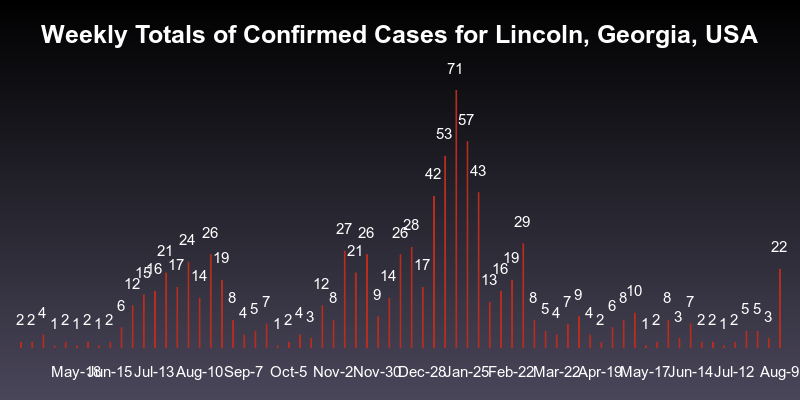 Weekly Totals of Confirmed Cases for Lincoln, Georgia, USA
2 2 4 1 2 1 2 1 2 6 12 15 16 21 17 24 14 26 19 8 4 5 7 1 2 4 3 12 8 27 21 26 9 14 26 28 17 42 53 71 57 43 13 16 19 29 8 5 4 7 9 4 2 6 8 10 1 2 8 3 7 2 2 1 2 5 5 3 22
May-18 Jun-15 Jul-13 Aug-10 Sep-7 Oct-5 Nov-2 Nov-30 Dec-28 Jan-25 Feb-22 Mar-22 Apr-19 May-17 Jun-14 Jul-12 Aug-9